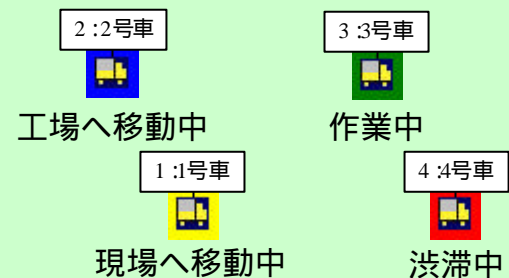 2 :2号車
3 :3号車
工場へ移動中
作業中
1 :1号車
4 :4号車
現場へ移動中
渋滞中